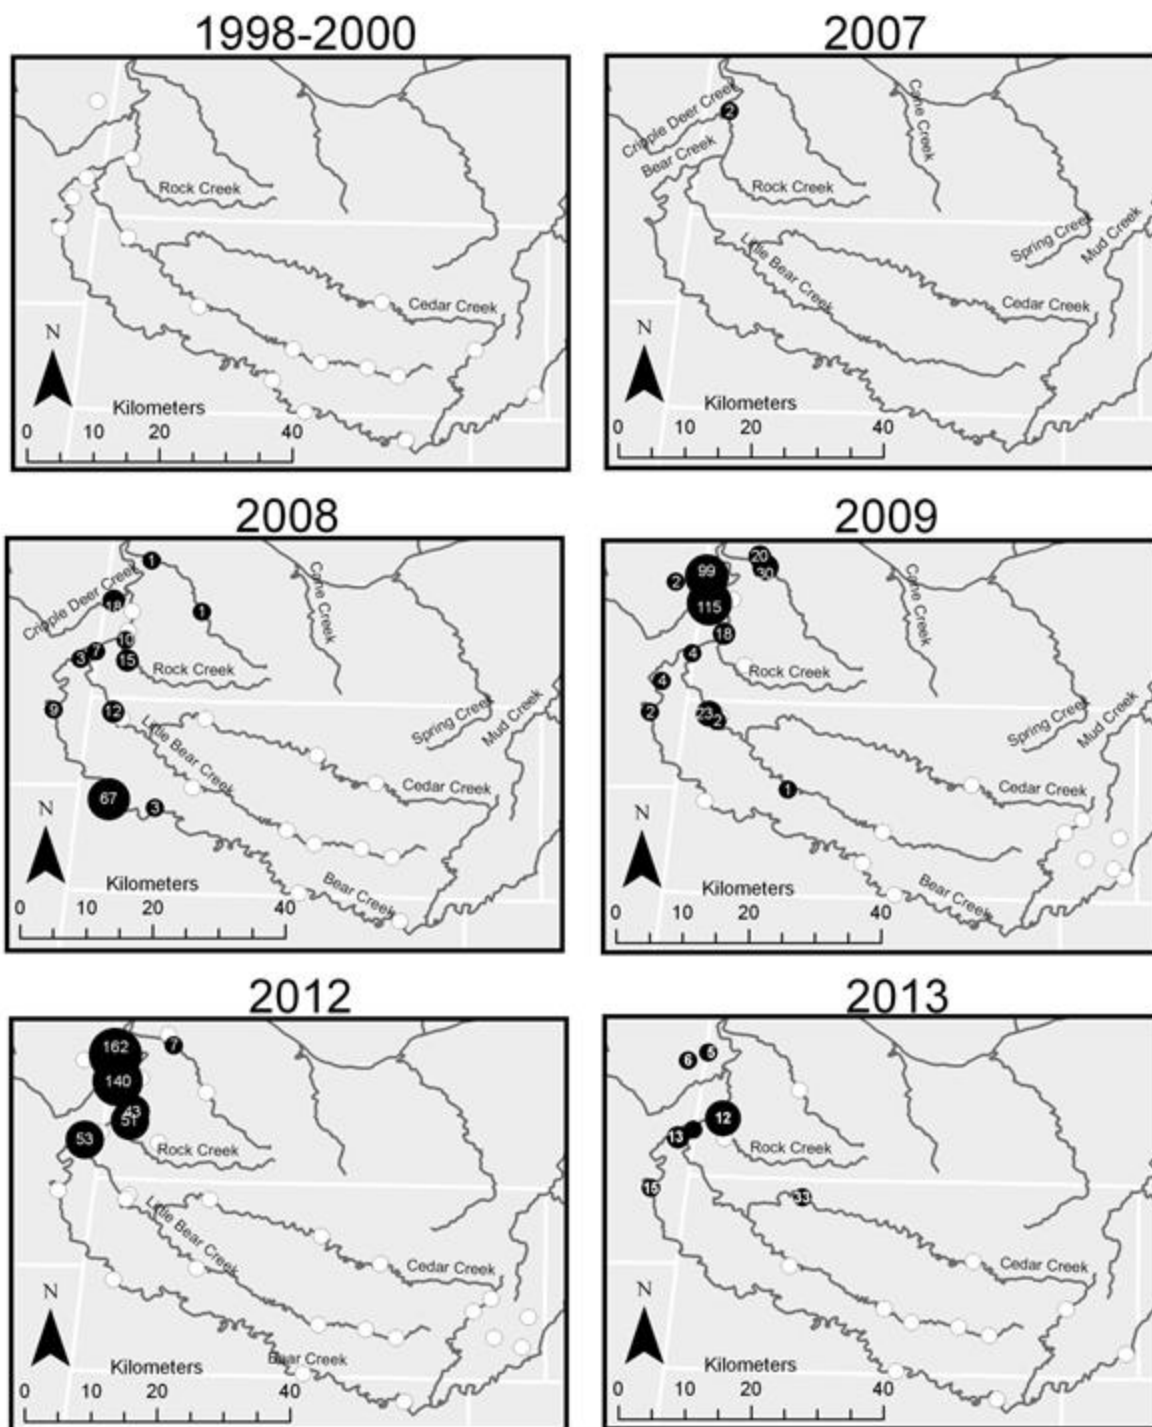 1998-2000
Rock Creek
Cedar Creek
N
Kilometers
0 10 20 40
2007
Cripple Deer Creek
2
Bear Creek
Cane Creek
Rock Creek
Spring Creek
Mud Creek
Little Bear Creek
Cedar Creek
N
Kilometers
0 10 20 40
2008
1
Cane Creek
Cripple Deer Creek
18
1
10
7
3
15
Rock Creek
9
12
Little Bear Creek
Spring Creek
Mud Creek
67
3
Cedar Creek
N
Bear Creek
Kilometers
0 10 20 40
2009
20
99
30
2
Cane Creek
115
18
4
Rock Creek
4
2
23
2
Spring Creek
Mud Creek
1
Cedar Creek
N
Bear Creek
Kilometers
0 10 20 40
2012
162
7
140
43
51
53
Rock Creek
Little Bear Creek
Cedar Creek
N
Bear Creek
Kilometers
0 10 20 40
2013
5
6
12
13
Rock Creek
15
33
Cedar Creek
N
Kilometers
0 10 20 40